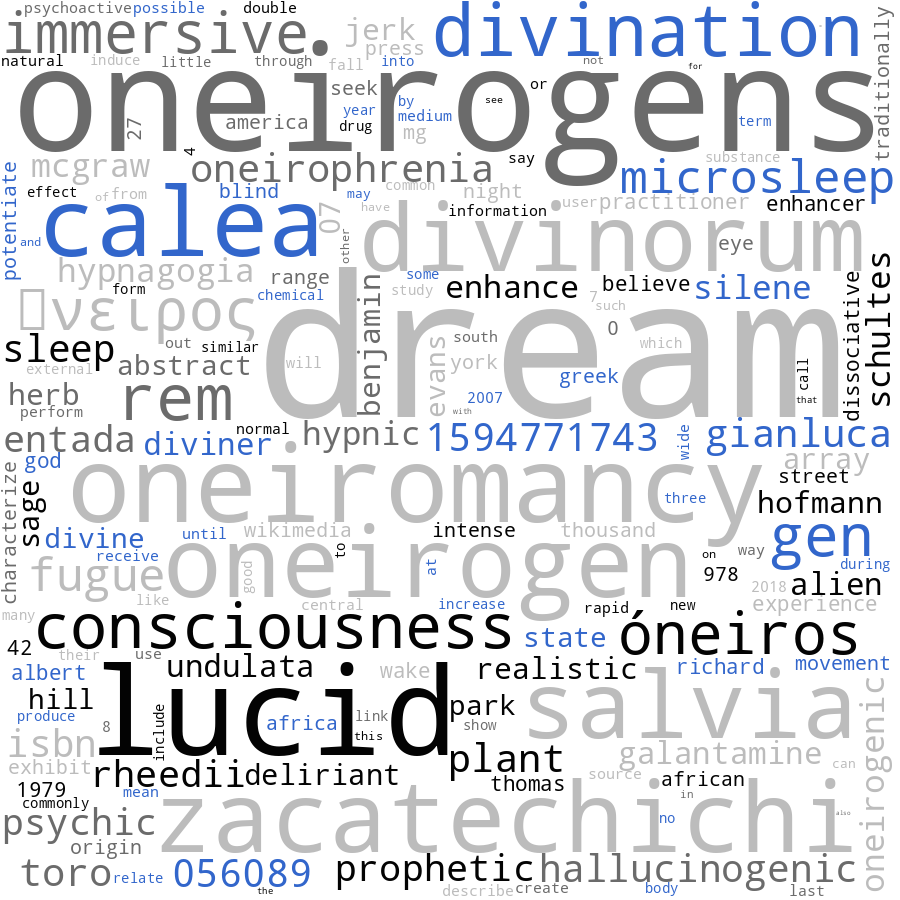 psychoactive possible double
immersive jerk divination traditionally
press
natural induce little through fall into not for
oneirogens
seek see or
27 america year by medium term
drug mg
4
mcgraw oneirophrenia say substance microsleep
effect of from blind may common night user practitioner enhancer
potentiate and calea 07 have information
other divinorum eye
hypnagogia range some enhance believe silene schultes
form chemical study 7 such dissociative
όνειρος benjamin dream 0
sleep out similar evans south which
external abstract will york call
herb rem greek
perform 2007 with that
normal
entada diviner hypnic 1594771743 wide gianluca
god oneiromancy array
characterize sage street
three hofmann
divine until wikimedia intense thousand gen
receive to oneirogen on way during
fugue good at 978 2018 alien
like central increase rapid new experience
many consciousness óneiros
42 their use state
albert undulata wake realistic richard movement
hill lucid park salvia oneirogenic
produce 8 include africa link show
isbn this plant galantamine
exhibit rheedii deliriant source can
1979 thomas african
commonly mean zacatechichi in
psychic no also
origin
toro relate 056089 prophetic hallucinogenic
the describe create body last